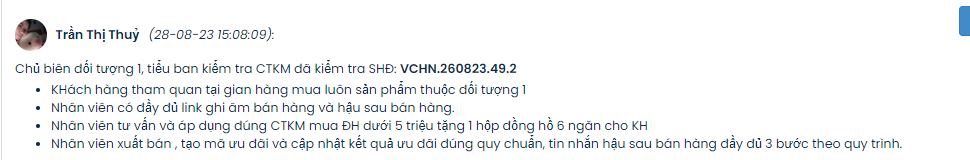 Trần Thị Thuỷ (28-08-23 15:08:09):
Chủ biên đối tượng 1, tiểu ban kiểm tra CTKM đã kiểm tra SHĐ: VCHN.260823.49.2
• KHách hàng tham quan tại gian hàng mua luôn sản phẩm thuộc đối tượng 1
• Nhân viên có đầy đủ link ghi âm bán hàng và hậu sau bán hàng.
• Nhân viên tư vấn và áp dụng đúng CTKM mua ĐH dưới 5 triệu tặng 1 hộp đồng hồ 6 ngăn cho KH
• Nhân viên xuất bán , tạo mã ưu đãi và cập nhật kết quả ưu đãi đúng quy chuẩn, tin nhắn hậu sau bán hàng đầy đủ 3 bước theo quy trình.